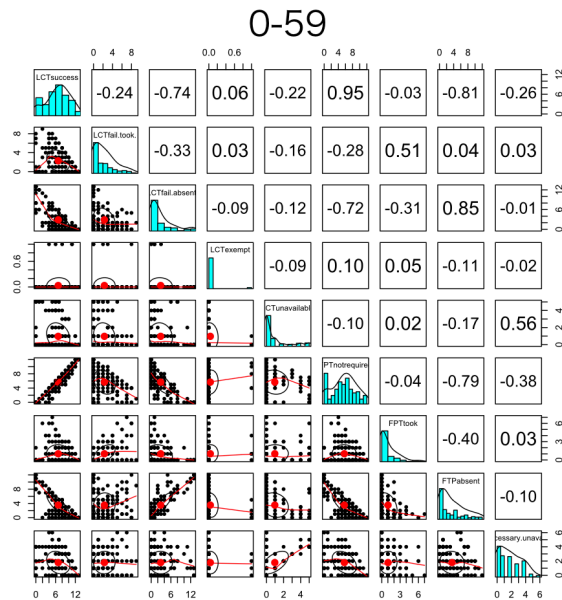 0-59
0 4 8
0.0 0.6
0 4 8
0 4 8
LCTsuccess
-0.24
-0.74
0.06
-0.22
0.95
-0.03
-0.81
-0.26
0 4 8 12
0 4 8
LCTfail.took.
-0.33
0.03
-0.16
-0.28
0.51
0.04
0.03
CTfail.absent
-0.09
-0.12
-0.72
-0.31
0.85
-0.01
0 4 8 12
0.0 0.6
LCTexempt
-0.09
0.10
0.05
-0.11
-0.02
CTunavailabl
-0.10
0.02
-0.17
0.56
0 2 4
0 4 8 12
PTnotrequire
-0.04
-0.79
-0.38
FPTtook
-0.40
0.03
0 3 6
0 4 8 12
FTPabsent
-0.10
cessary.unava
0 2 4 6
0 4 8 12
0 4 8 12
0 2 4
0 3 6
0 2 4 6